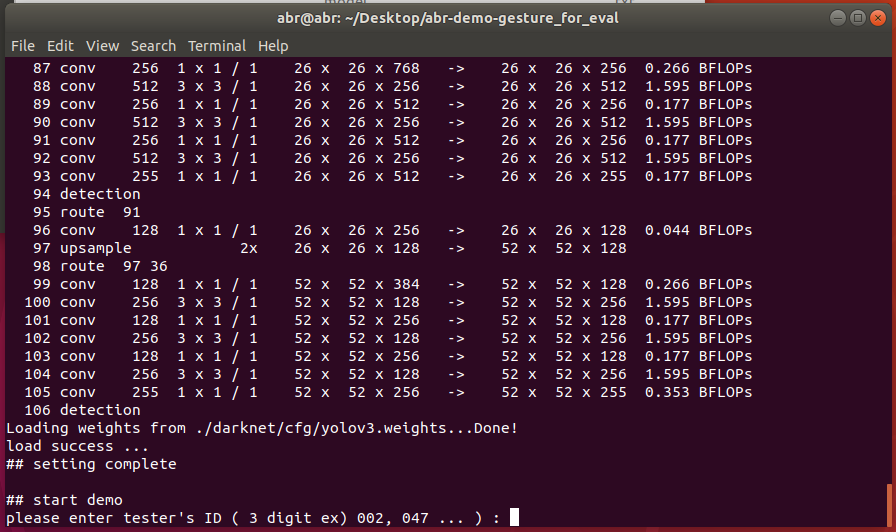 abr@abr: ~/Desktop/abr-demo-gesture_for_eval
File Edit View Search Terminal Help
87 conv 256 1 x 1 / 1 26 x 26 x 768 -> 26 x 26 x 256 0.266 BFLOPs
88 conv 512 3 x 3 / 1 26 x 26 x 256 -> 26 x 26 x 512 1.595 BFLOPs
89 conv 256 1 x 1 / 1 26 x 26 x 512 -> 26 x 26 x 256 0.177 BFLOPs
90 conv 512 3 x 3 / 1 26 x 26 x 256 -> 26 x 26 x 512 1.595 BFLOPs
91 conv 256 1 x 1 / 1 26 x 26 x 512 -> 26 x 26 x 256 0.177 BFLOPs
92 conv 512 3 x 3 / 1 26 x 26 x 256 -> 26 x 26 x 512 1.595 BFLOPs
93 conv 255 1 x 1 / 1 26 x 26 x 512 -> 26 x 26 x 255 0.177 BFLOPs
94 detection
95 route 91
96 conv 128 1 x 1 / 1 26 x 26 x 256 -> 26 x 26 x 128 0.044 BFLOPs
97 upsample 2x 26 x 26 x 128 -> 52 x 52 x 128
98 route 97 36
99 conv 128 1 x 1 / 1 52 x 52 x 384 -> 52 x 52 x 128 0.266 BFLOPs
100 conv 256 3 x 3 / 1 52 x 52 x 128 -> 52 x 52 x 256 1.595 BFLOPs
101 conv 128 1 x 1 / 1 52 x 52 x 256 -> 52 x 52 x 128 0.177 BFLOPs
102 conv 256 3 x 3 / 1 52 x 52 x 128 -> 52 x 52 x 256 1.595 BFLOPs
103 conv 128 1 x 1 / 1 52 x 52 x 256 -> 52 x 52 x 128 0.177 BFLOPs
104 conv 256 3 x 3 / 1 52 x 52 x 128 -> 52 x 52 x 256 1.595 BFLOPs
105 conv 255 1 x 1 / 1 52 x 52 x 256 -> 52 x 52 x 255 0.353 BFLOPs
106 detection
Loading weights from ./darknet/cfg/yolov3.weights...Done!
load success ...
## setting complete
## start demo
please enter tester's ID ( 3 digit ex) 002, 047 ... ) :